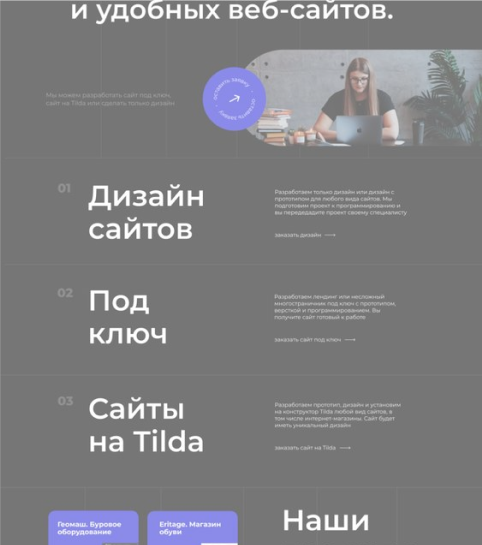 и удобных веб-сайтов.
Мы можем разработать сайт под ключ,
сайт на Tilda или сделать только дизайн
01
Дизайн
сайтов
Разработаем только дизайн или дизайн с
прототипом для любого вида сайтов. Мы
подготовим проект к программированию и
вы передададите проект своему специалисту
заказать дизайн
02
Под
ключ
Разработаем лендинг или несложный
многостраничник под ключ с прототипом,
версткой и программированием. Вы
получите сайт готовый к работе
заказать сайт под ключ
03
Сайты
на Tilda
Разработаем прототип, дизайн и установим
на конструктор Tilda любой вид сайтов, в
том числе интернет-магазины. Сайт будет
иметь уникальный дизайн
заказать сайт на Tilda
Геомаш. Буровое
оборудование
Eritage. Магазин
обуви
Наши